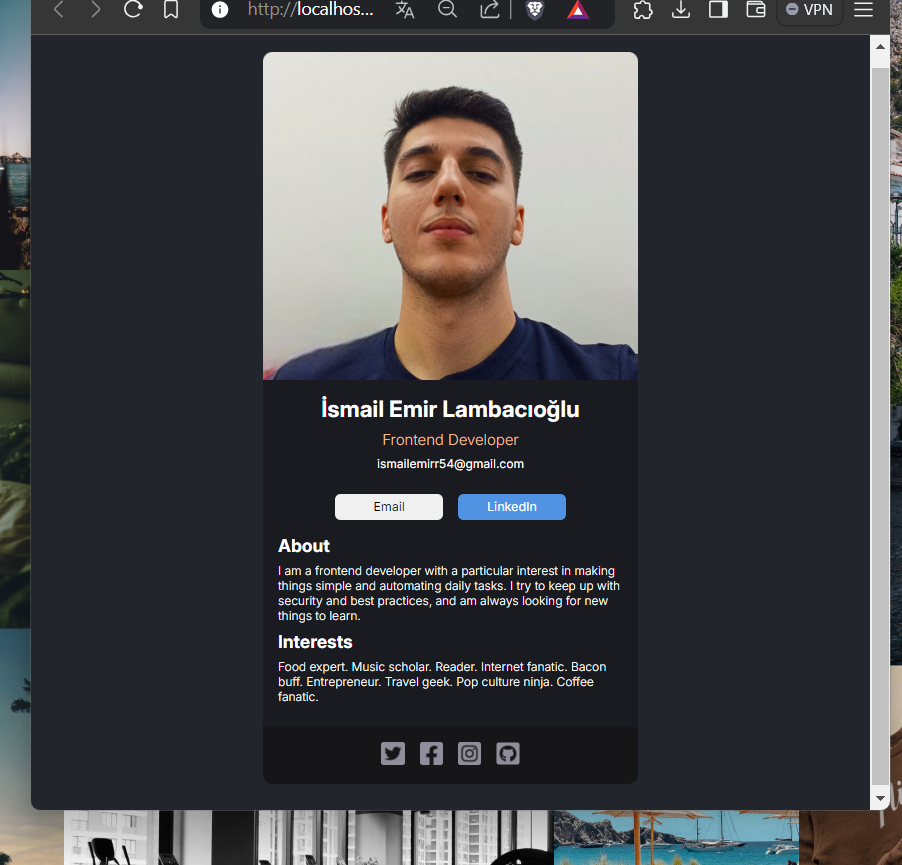 http://localhos...
VPN
İsmail Emir Lambacıoğlu
Frontend Developer
ismailemirr54@gmail.com
Email
LinkedIn
About
I am a frontend developer with a particular interest in making
things simple and automating daily tasks. I try to keep up with
security and best practices, and am always looking for new
things to learn.
Interests
Food expert. Music scholar. Reader. Internet fanatic. Bacon
buff. Entrepreneur. Travel geek. Pop culture ninja. Coffee
fanatic.